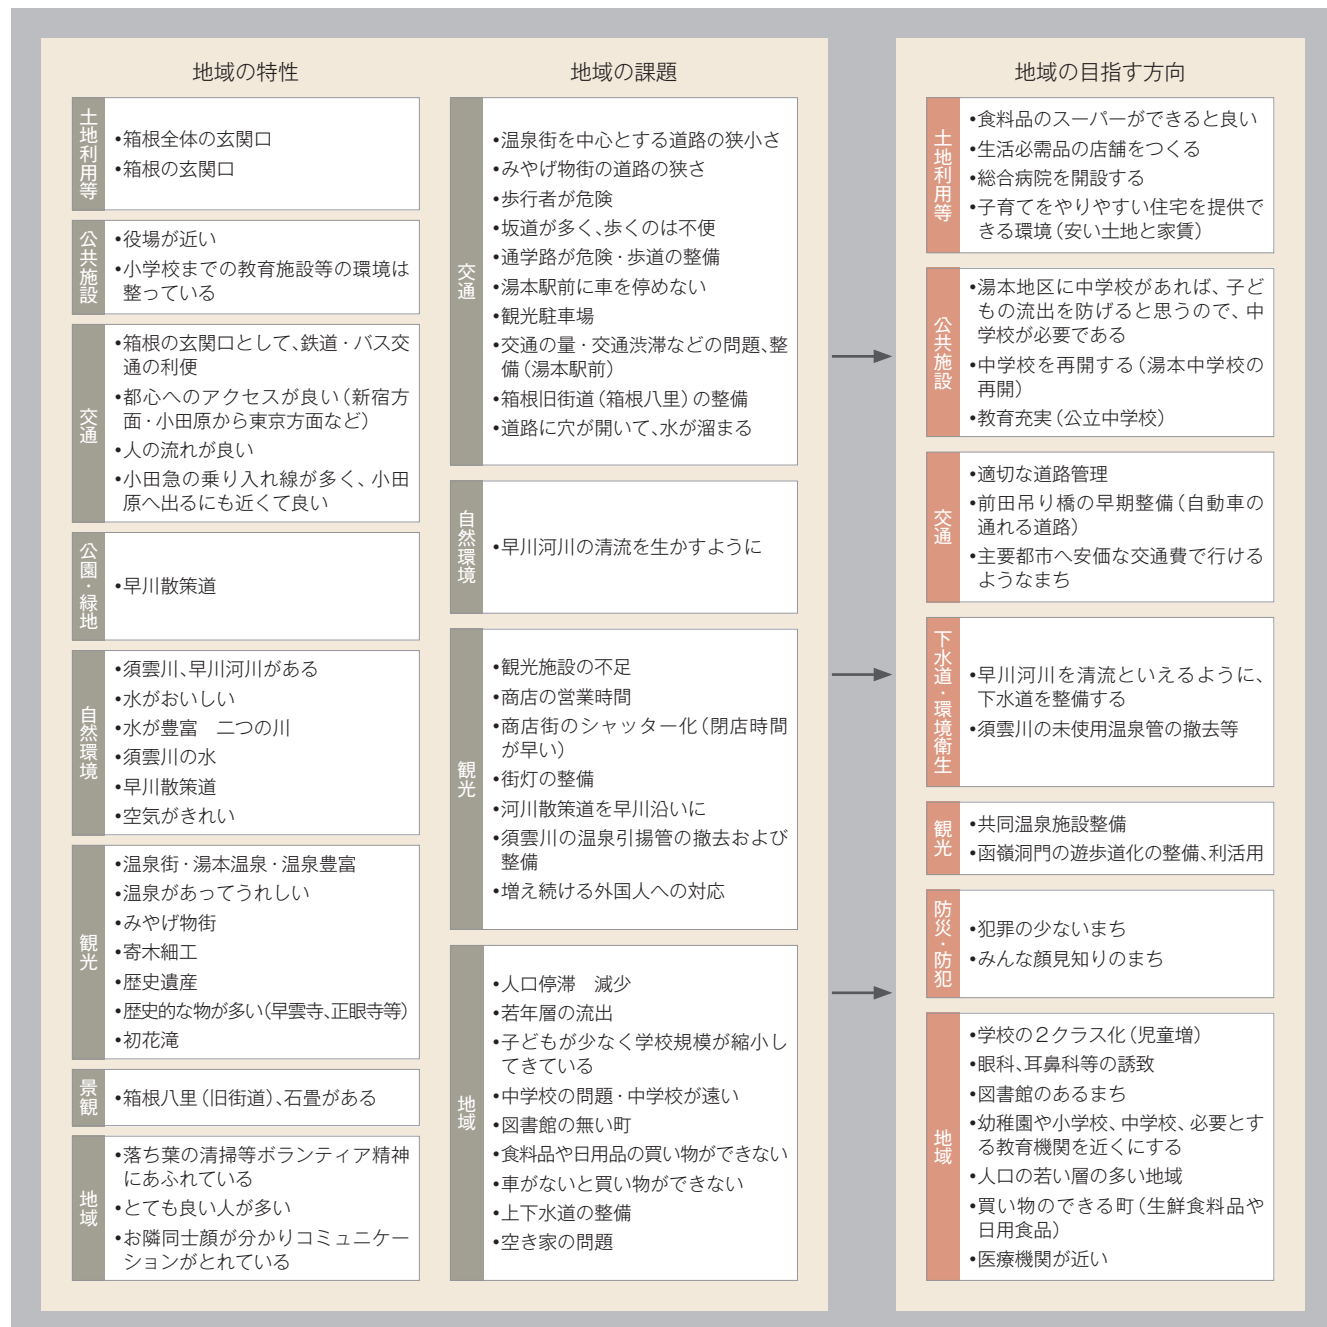 地域の特性
土地利用等
•箱根全体の玄関口
•箱根の玄関口
公共施設
•役場が近い
•小学校までの教育施設等の環境は
整っている
交通
•箱根の玄関口として、鉄道・バス交
通の利便
•都心へのアクセスが良い(新宿方
面・小田原から東京方面など)
•人の流れが良い
•小田急の乗り入れ線が多く、小田
原へ出るにも近くて良い
公園・緑地
•早川散策道
自然環境
•須雲川、早川河川がある
•水がおいしい
•水が豊富　二つの川
•須雲川の水
•早川散策道
•空気がきれい
観光
•温泉街・湯本温泉・温泉豊富
•温泉があってうれしい
•みやげ物街
•寄木細工
•歴史遺産
•歴史的な物が多い(早雲寺、正眼寺等)
•初花滝
景観
•箱根八里(旧街道)、石畳がある
地域
•落ち葉の清掃等ボランティア精神
にあふれている
•とても良い人が多い
•お隣同士顔が分かりコミュニケー
ションがとれている
地域の課題
交通
•温泉街を中心とする道路の狭小さ
•みやげ物街の道路の狭さ
•歩行者が危険
•坂道が多く、歩くのは不便
•通学路が危険・歩道の整備
•湯本駅前に車を停めない
•観光駐車場
•交通の量・交通渋滞などの問題、整
備(湯本駅前)
•箱根旧街道(箱根八里)の整備
•道路に穴が開いて、水が溜まる
自然環境
•早川河川の清流を生かすように
観光
•観光施設の不足
•商店の営業時間
•商店街のシャッター化(閉店時間
が早い)
•街灯の整備
•河川散策道を早川沿いに
•須雲川の温泉引揚管の撤去および
整備
•増え続ける外国人への対応
地域
•人口停滞　減少
•若年層の流出
•子どもが少なく学校規模が縮小し
てきている
•中学校の問題・中学校が遠い
•図書館の無い町
•食料品や日用品の買い物ができない
•車がないと買い物ができない
•上下水道の整備
•空き家の問題
地域の目指す方向
土地利用等
•食料品のスーパーができると良い
•生活必需品の店舗をつくる
•総合病院を開設する
•子育てをやりやすい住宅を提供で
きる環境(安い土地と家賃)
公共施設
•湯本地区に中学校があれば、子ど
もの流出を防げると思うので、中
学校が必要である
•中学校を再開する(湯本中学校の
再開)
•教育充実(公立中学校)
交通
•適切な道路管理
•前田吊り橋の早期整備(自動車の
通れる道路)
•主要都市へ安価な交通費で行ける
ようなまち
下水道・環境衛生
•早川河川を清流といえるように、
下水道を整備する
•須雲川の未使用温泉管の撤去等
観光
•共同温泉施設整備
•函嶺洞門の遊歩道化の整備、利活用
防災・防犯
•犯罪の少ないまち
•みんな顔見知りのまち
地域
•学校の2クラス化(児童増)
•眼科、耳鼻科等の誘致
•図書館のあるまち
•幼稚園や小学校、中学校、必要とす
る教育機関を近くにする
•人口の若い層の多い地域
•買い物のできる町(生鮮食料品や
日用食品)
•医療機関が近い